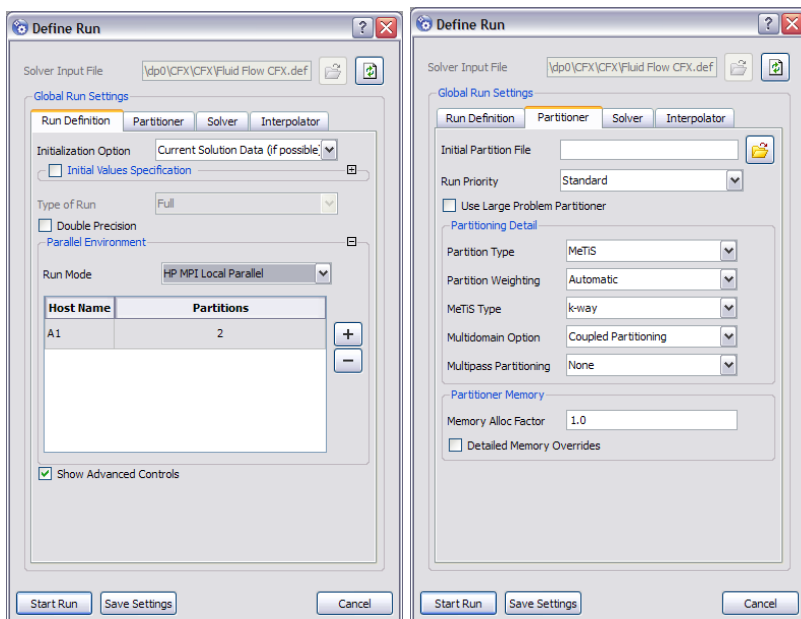 Define Run
Solver Input File \dp0\CFX\CFX\Fluid Flow CFX.def
Global Run Settings
Run Definition Partitioner Solver Interpolator
Initialization Option Current Solution Data (if possible)
Initial Values Specification
Type of Run Full
Double Precision
Parallel Environment
Run Mode HP MPI Local Parallel
Host Name Partitions
A1 2
Show Advanced Controls
Start Run Save Settings Cancel
Define Run
Solver Input File \dp0\CFX\CFX\Fluid Flow CFX.def
Global Run Settings
Run Definition Partitioner Solver Interpolator
Initial Partition File
Run Priority Standard
Use Large Problem Partitioner
Partitioning Detail
Partition Type MeTiS
Partition Weighting Automatic
MeTiS Type k-way
Multidomain Option Coupled Partitioning
Multipass Partitioning None
Partitioner Memory
Memory Alloc Factor 1.0
Detailed Memory Overrides
Start Run Save Settings Cancel